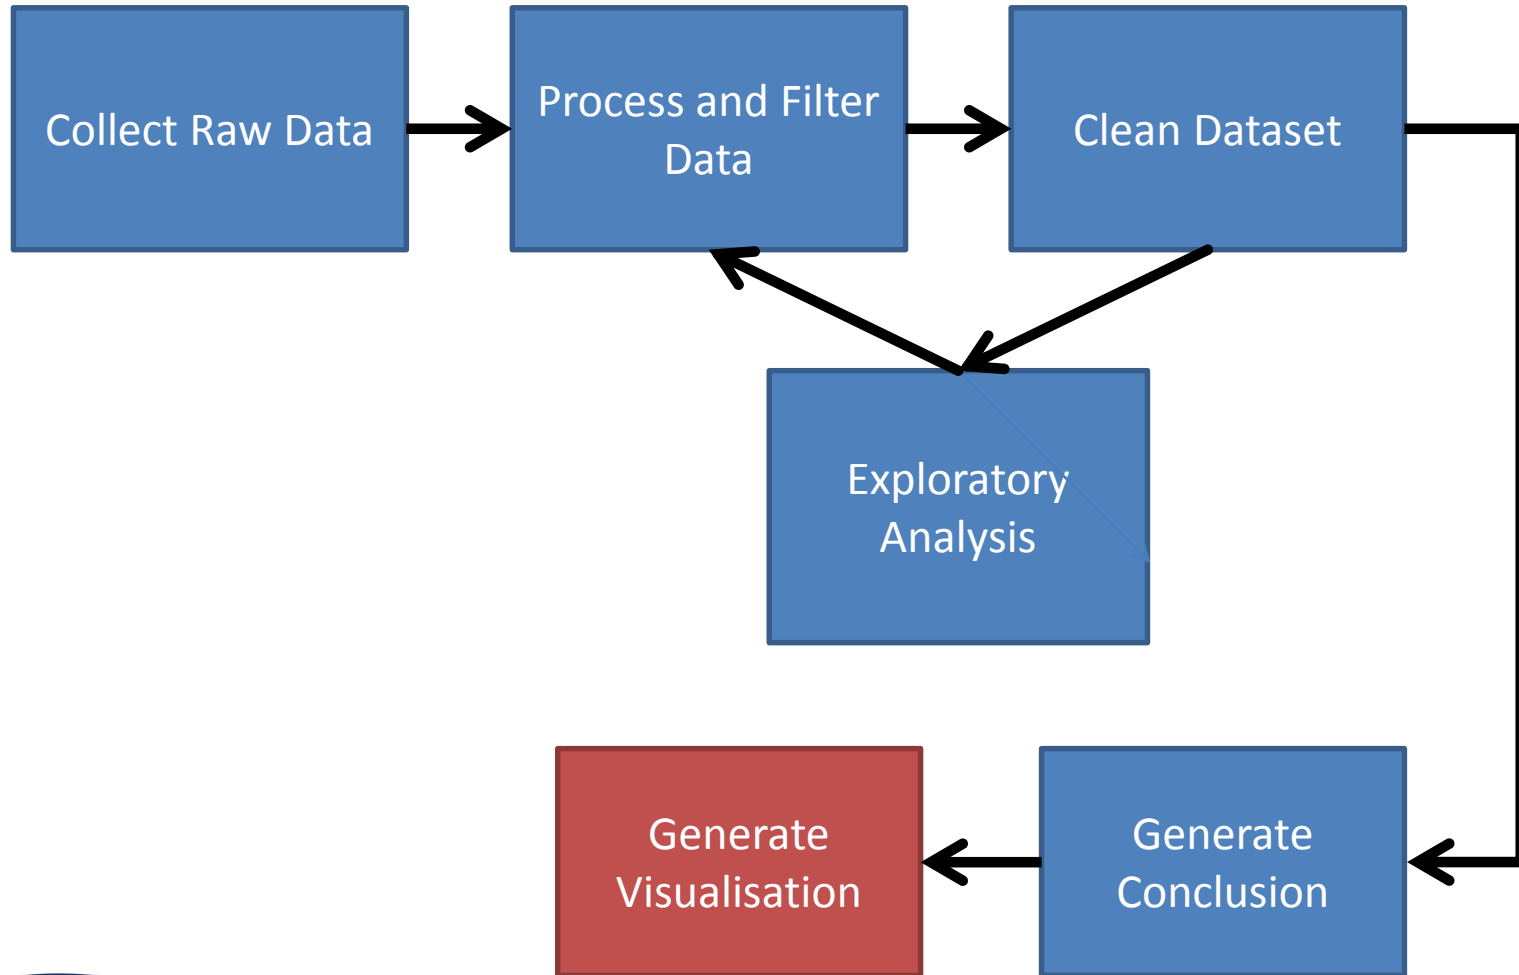 Collect Raw Data
Process and Filter
Data
Clean Dataset
Exploratory
Analysis
Generate
Visualisation
Generate
Conclusion